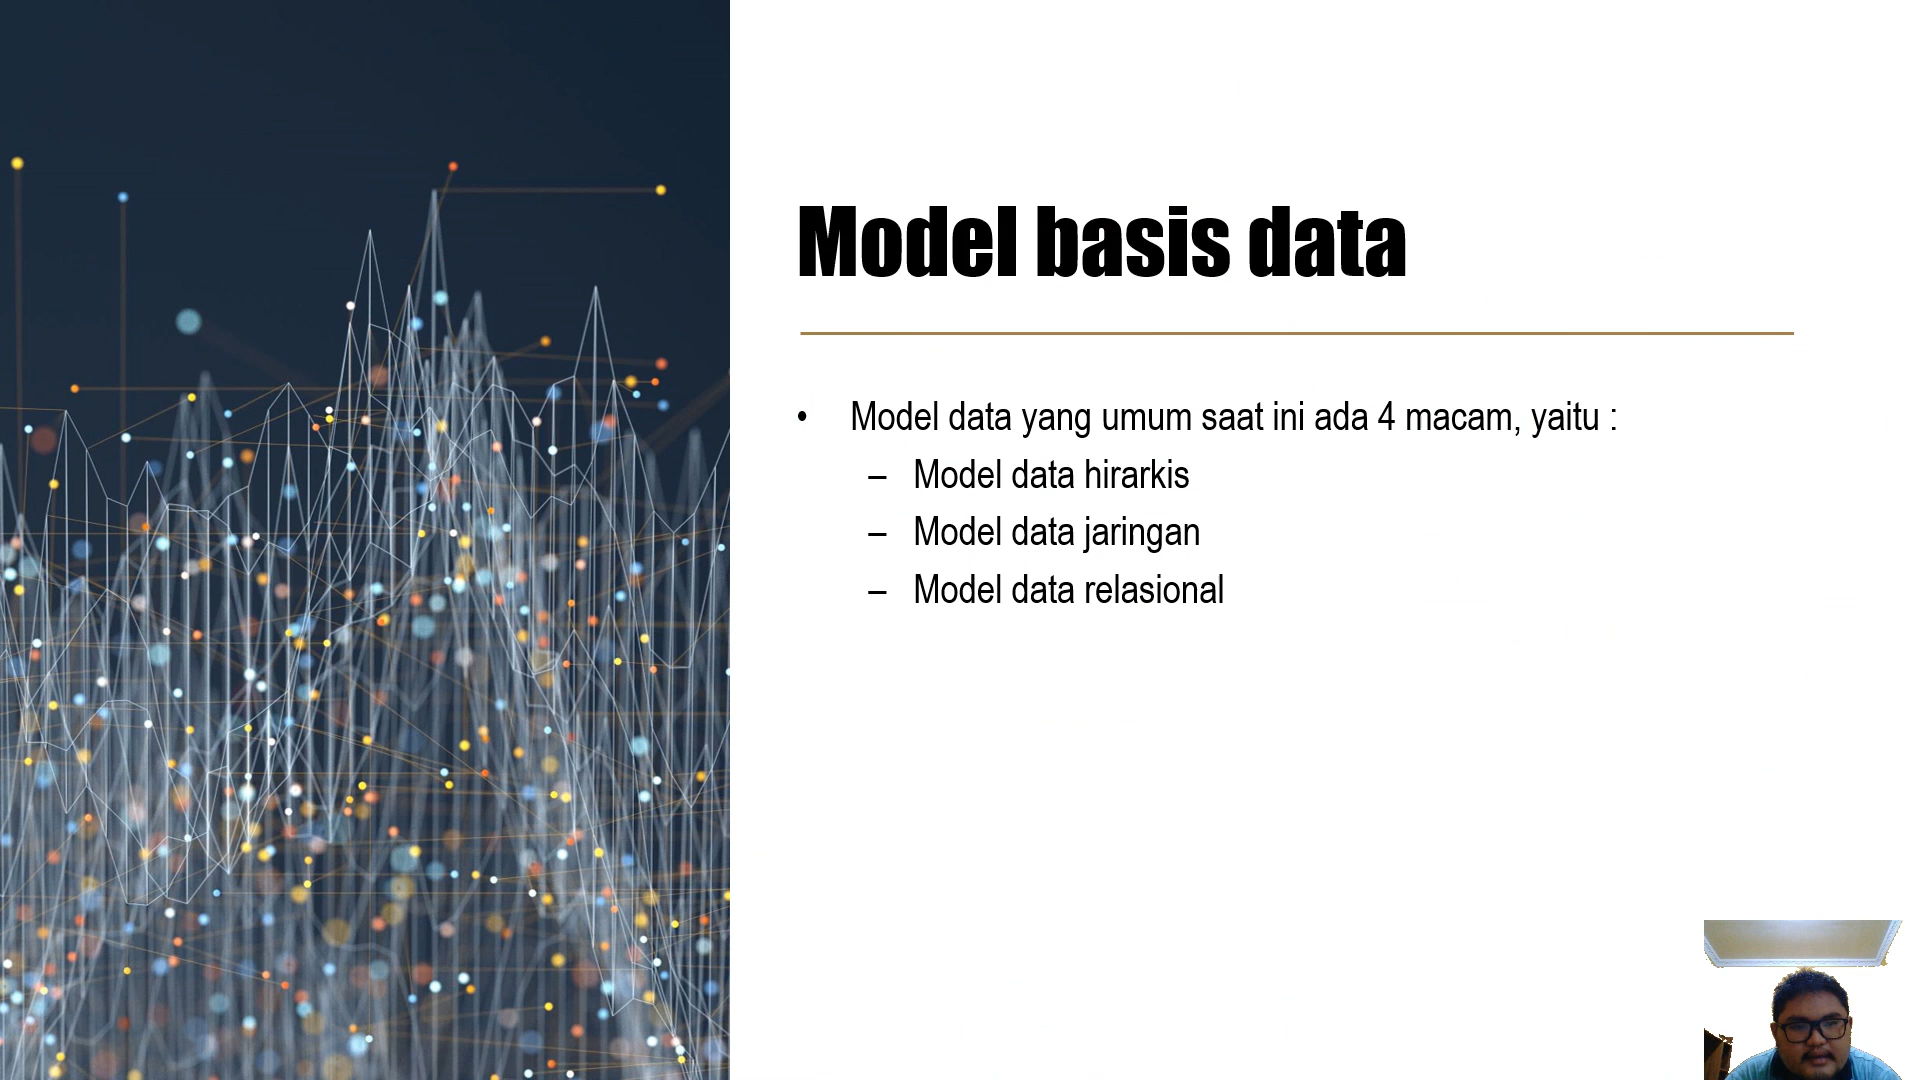 Model basis data
• Model data yang umum saat ini ada 4 macam, yaitu :
– Model data hirarkis
– Model data jaringan
– Model data relasional